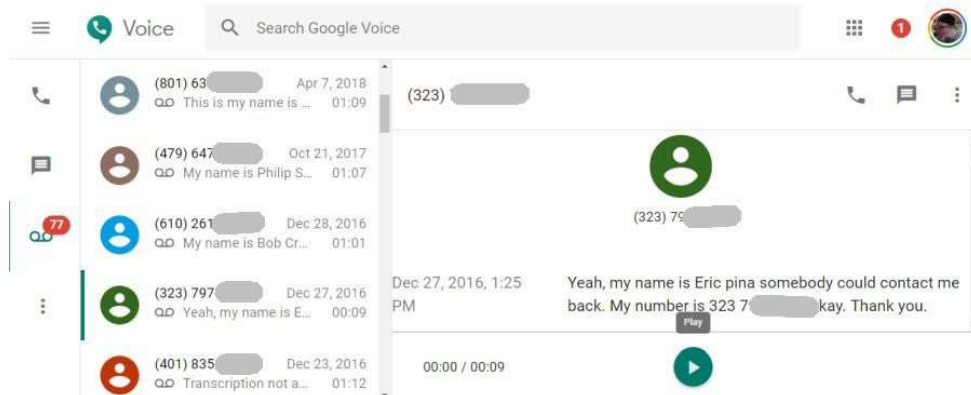 Voice
Search Google Voice
1
(801) 63
Apr 7, 2018
This is my name is ...
01:09
(479) 647
Oct 21, 2017
My name is Philip S...
01:07
77
(610) 261
Dec 28, 2016
My name is Bob Cr...
01:01
(323) 797
Dec 27, 2016
Yeah, my name is E...
00:09
(401) 835
Dec 23, 2016
Transcription not a...
01:12
(323)
(323) 79
Dec 27, 2016, 1:25
PM
Yeah, my name is Eric pina somebody could contact me
back. My number is 323 7 kay. Thank you.
Play
00:00 / 00:09